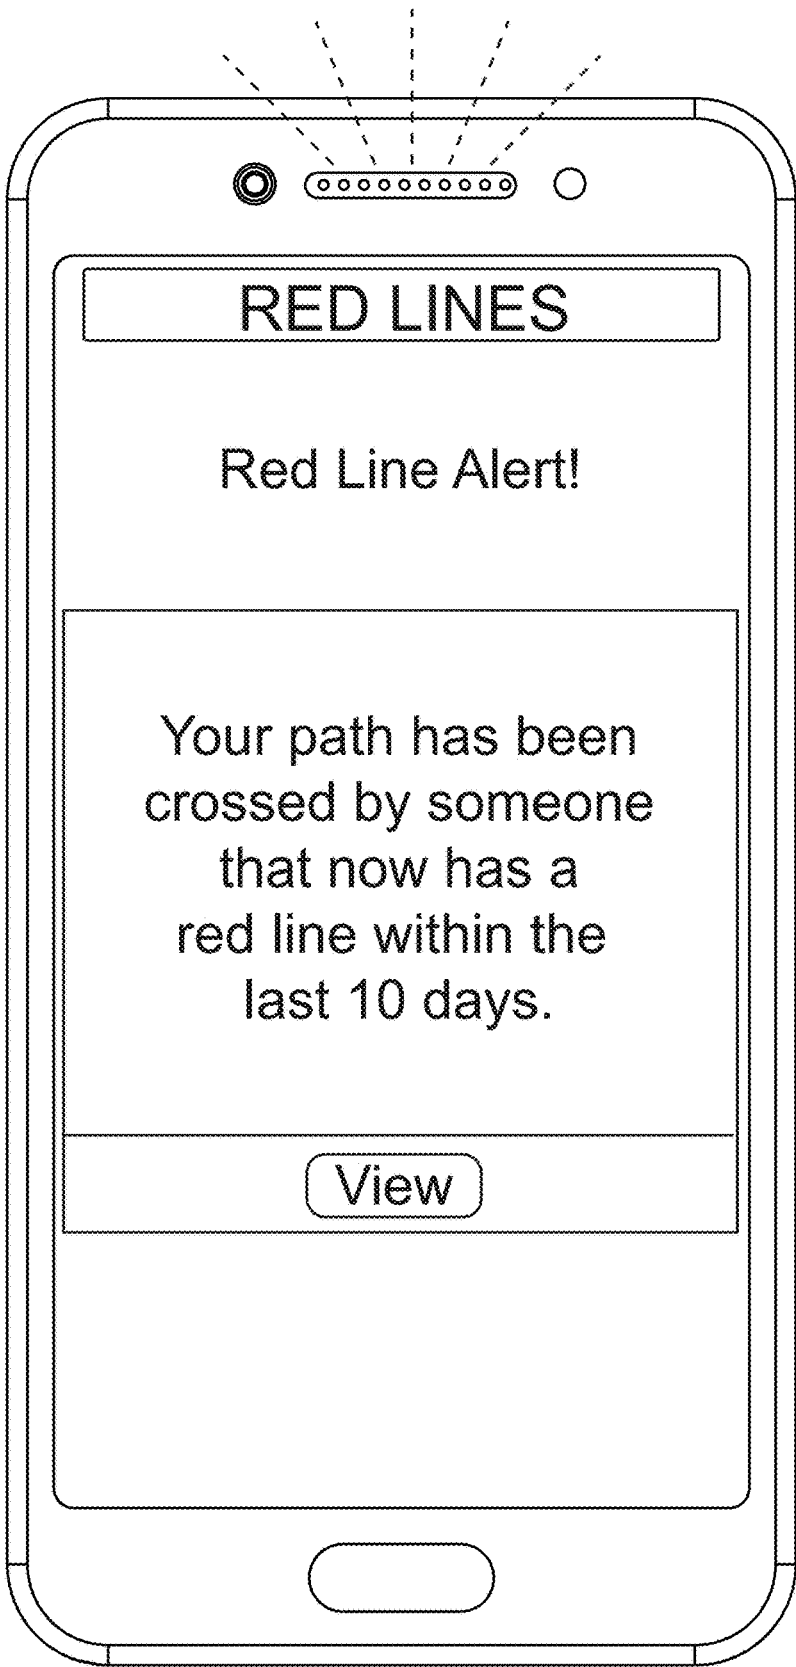 RED LINES
Red Line Alert!
Your path has been
crossed by someone
that now has a
red line within the
last 10 days.
View